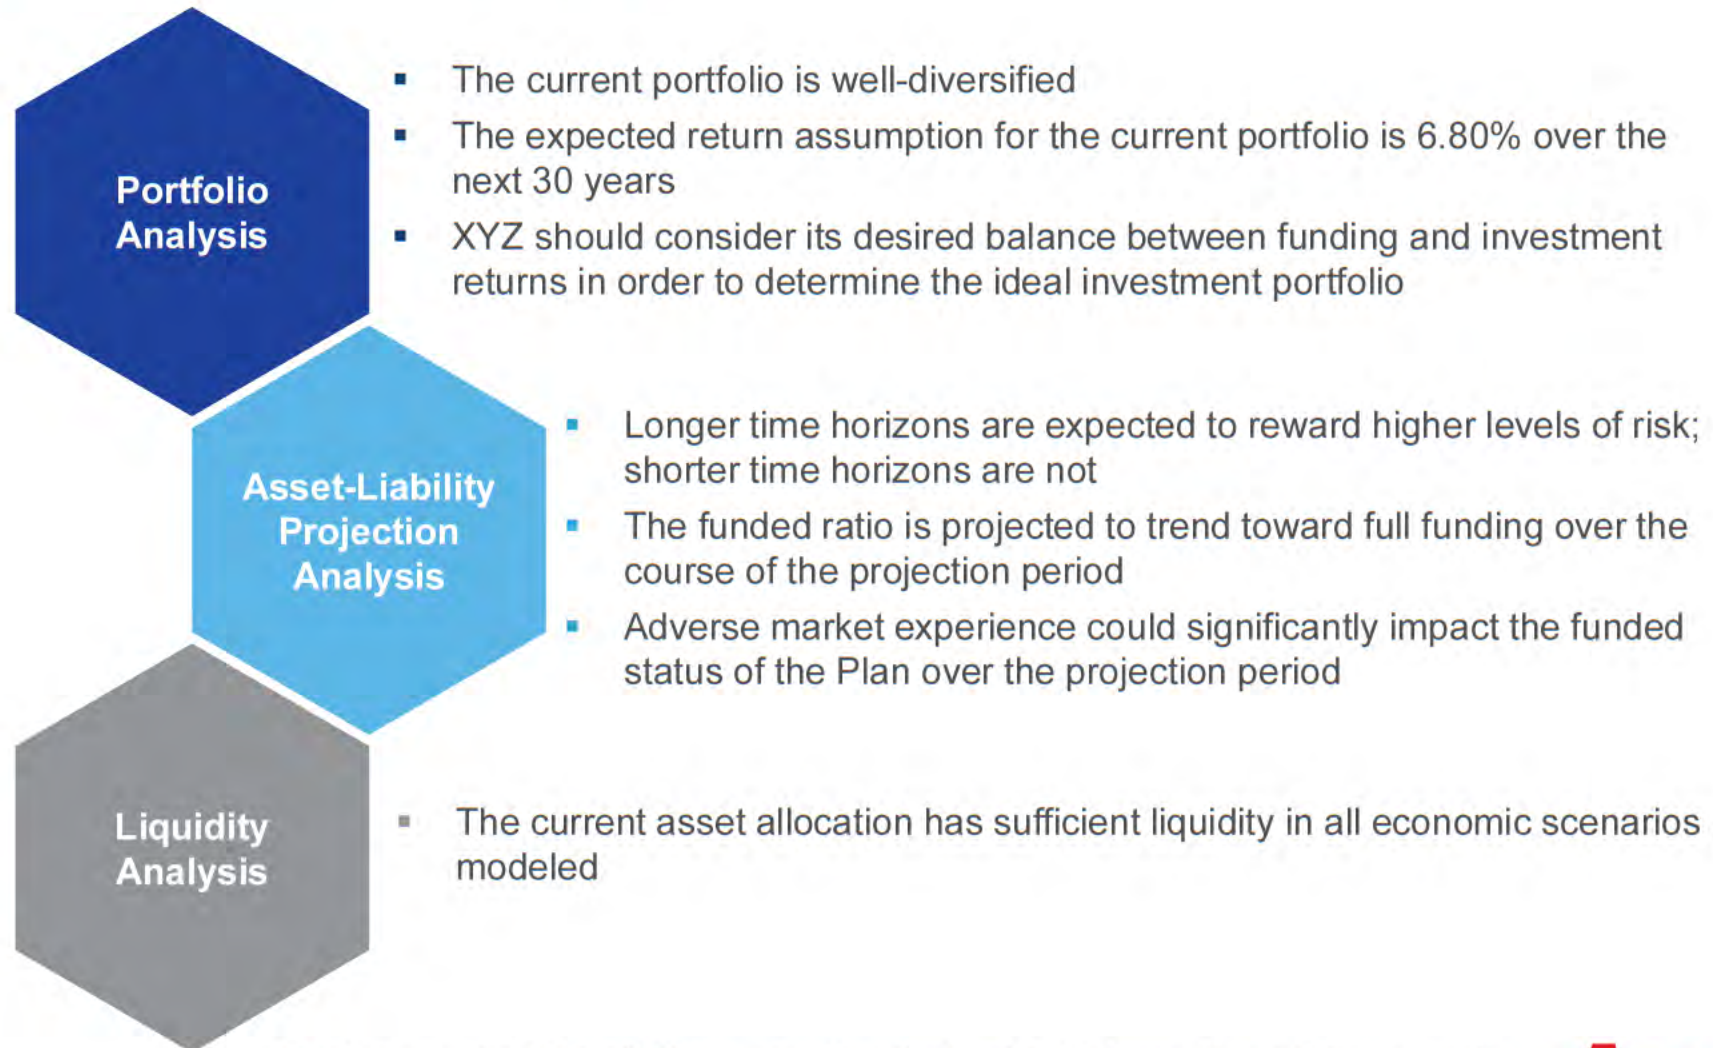 Portfolio
Analysis
▪ The current portfolio is well-diversified
▪ The expected return assumption for the current portfolio is 6.80% over the
next 30 years
▪ XYZ should consider its desired balance between funding and investment
returns in order to determine the ideal investment portfolio
Asset-Liability
Projection
Analysis
▪ Longer time horizons are expected to reward higher levels of risk;
shorter time horizons are not
▪ The funded ratio is projected to trend toward full funding over the
course of the projection period
▪ Adverse market experience could significantly impact the funded
status of the Plan over the projection period
Liquidity
Analysis
▪ The current asset allocation has sufficient liquidity in all economic scenarios
modeled